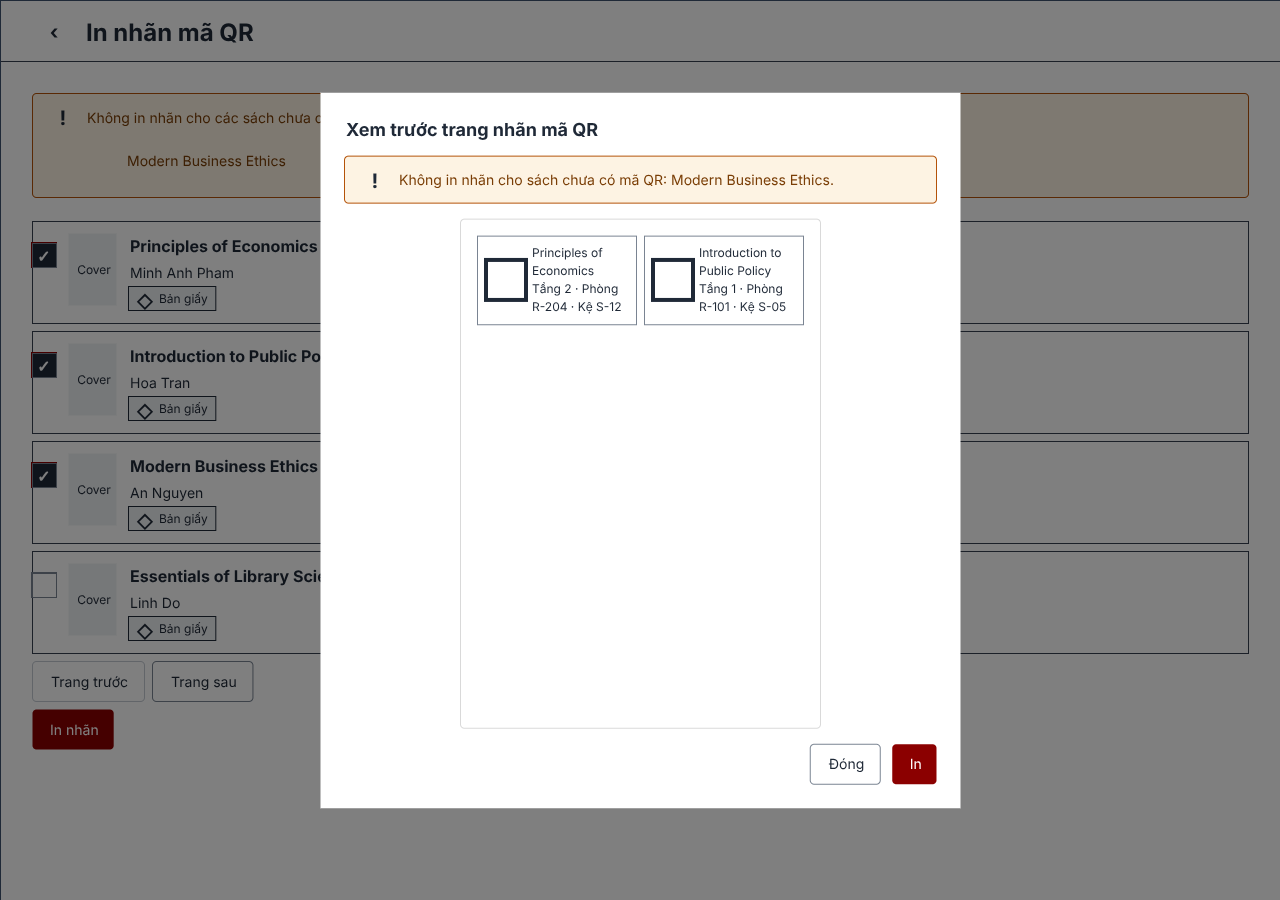 In nhãn mã QR
Không in nhãn cho các sách chưa
Modern Business Ethics
Cover
Principles of Economics
Minh Anh Pham
Bản giấy
Cover
Introduction to Public Po
Hoa Tran
Bản giấy
Cover
Modern Business Ethics
An Nguyen
Bản giấy
Cover
Essentials of Library Scie
Linh Do
Bản giấy
Trang trước
Trang sau
In nhãn
Xem trước trang nhãn mã QR
! Không in nhãn cho sách chưa có mã QR: Modern Business Ethics.
Principles of
Economics
Tầng 2 · Phòng
R-204 · Kệ S-12
Introduction to
Public Policy
Tầng 1 · Phòng
R-101 · Kệ S-05
Đóng
In